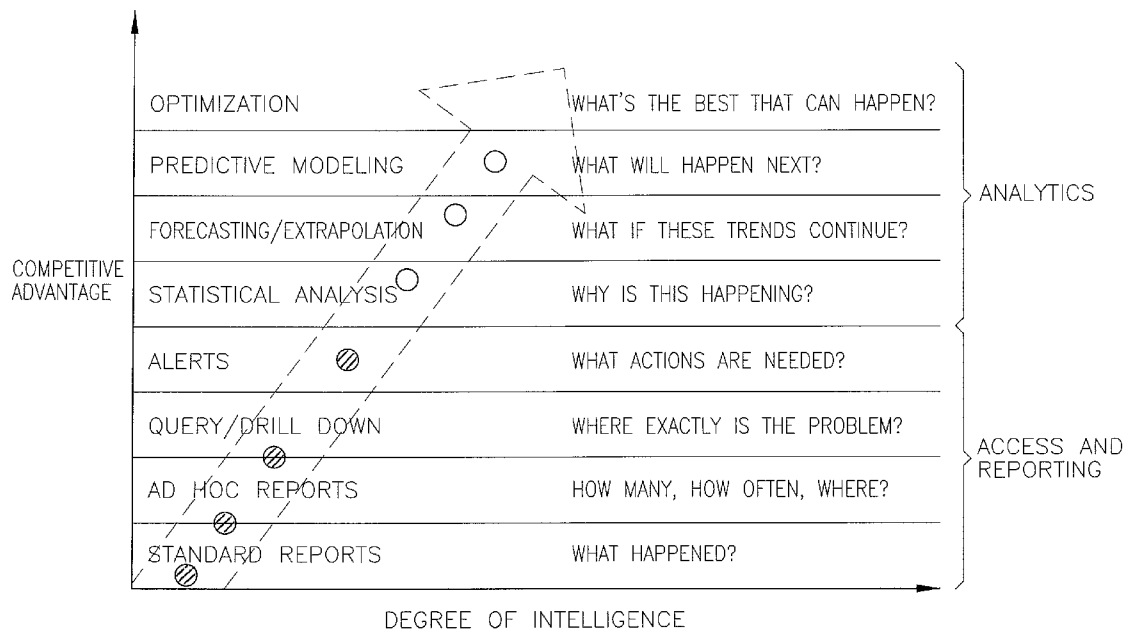 OPTIMIZATION WHAT'S THE BEST THAT CAN HAPPEN?
PREDICTIVE MODELING WHAT WILL HAPPEN NEXT?
ANALYTICS
FORECASTING/EXTRAPOLATION WHAT IF THESE TRENDS CONTINUE?
COMPETITIVE
ADVANTAGE
STATISTICAL ANALYSIS WHY IS THIS HAPPENING?
ALERTS WHAT ACTIONS ARE NEEDED?
QUERY/DRILL DOWN WHERE EXACTLY IS THE PROBLEM?
ACCESS AND
REPORTING
AD HOC REPORTS HOW MANY, HOW OFTEN, WHERE?
STANDARD REPORTS WHAT HAPPENED?
DEGREE OF INTELLIGENCE